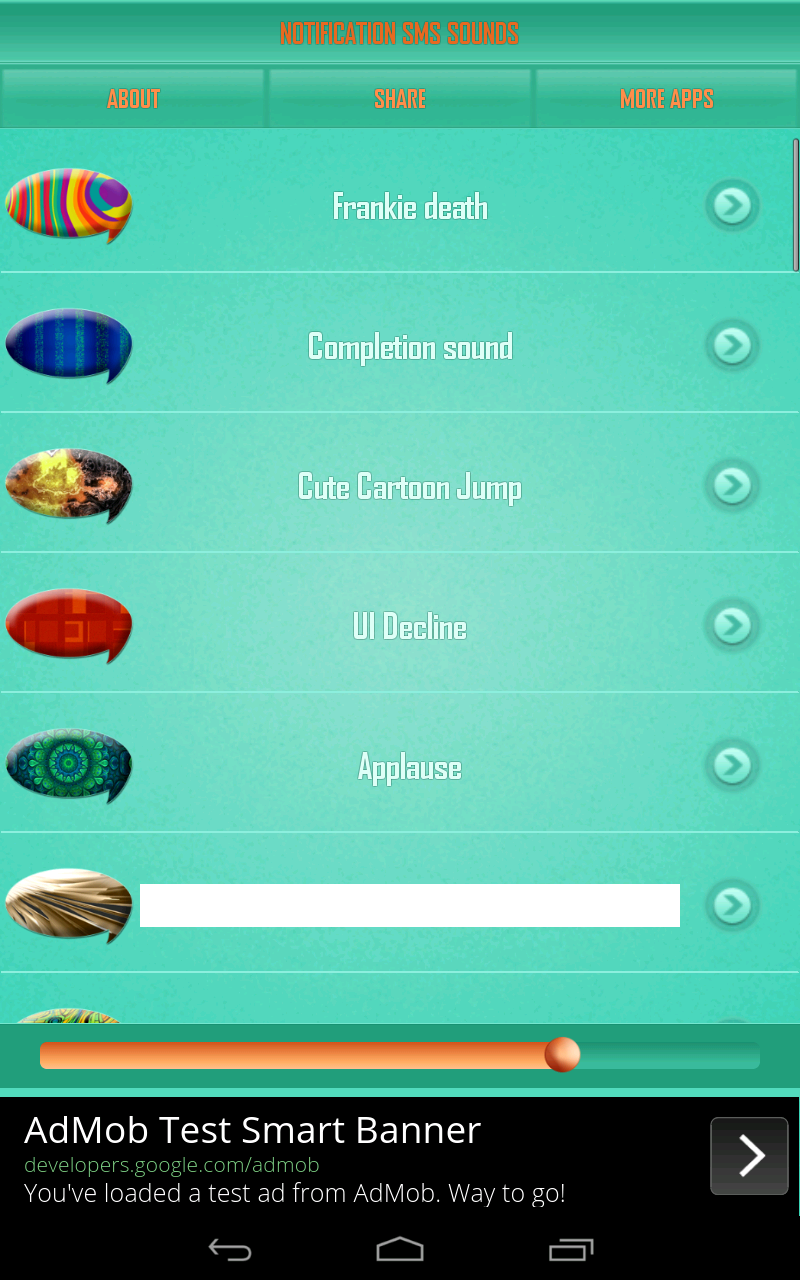 NOTIFICATION SMS SOUNDS
ABOUT
SHARE
MORE APPS
Frankie death
Completion sound
Cute Cartoon Jump
UI Decline
Applause
AdMob Test Smart Banner
developers.google.com/admob
You've loaded a test ad from AdMob. Way to go!